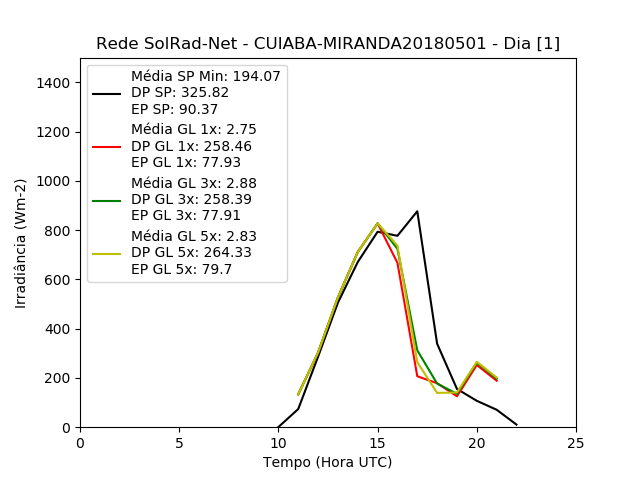 Rede SolRad-Net - CUIABA-MIRANDA20180501 - Dia [1]
Média SP Min: 194.07
DP SP: 325.82
EP SP: 90.37
Média GL 1x: 2.75
DP GL 1x: 258.46
EP GL 1x: 77.93
Média GL 3x: 2.88
DP GL 3x: 258.39
EP GL 3x: 77.91
Média GL 5x: 2.83
DP GL 5x: 264.33
EP GL 5x: 79.7
Irradiância (Wm-2)
1400
1200
1000
800
600
400
200
0
0 5 10 15 20 25
Tempo (Hora UTC)